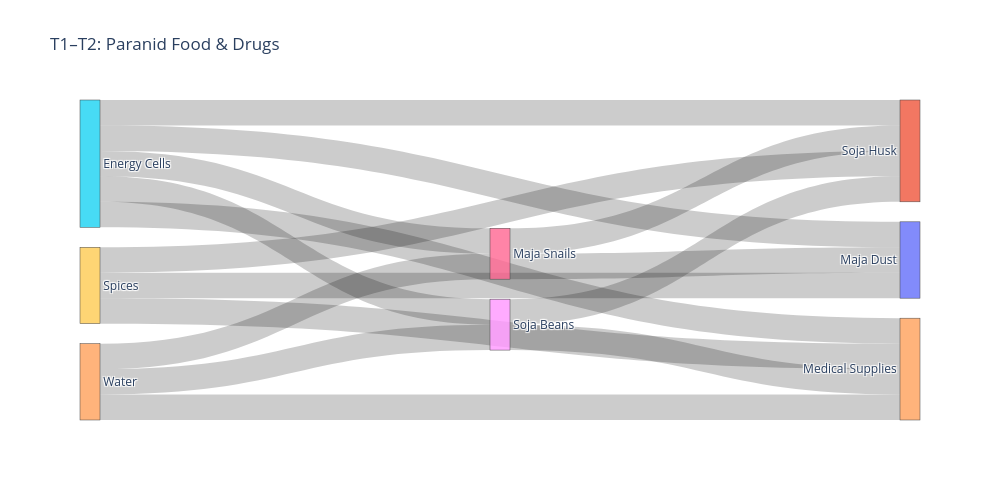 T1–T2: Paranid Food & Drugs
Energy Cells
Spices
Water
Maja Snails
Soja Beans
Soja Husk
Maja Dust
Medical Supplies